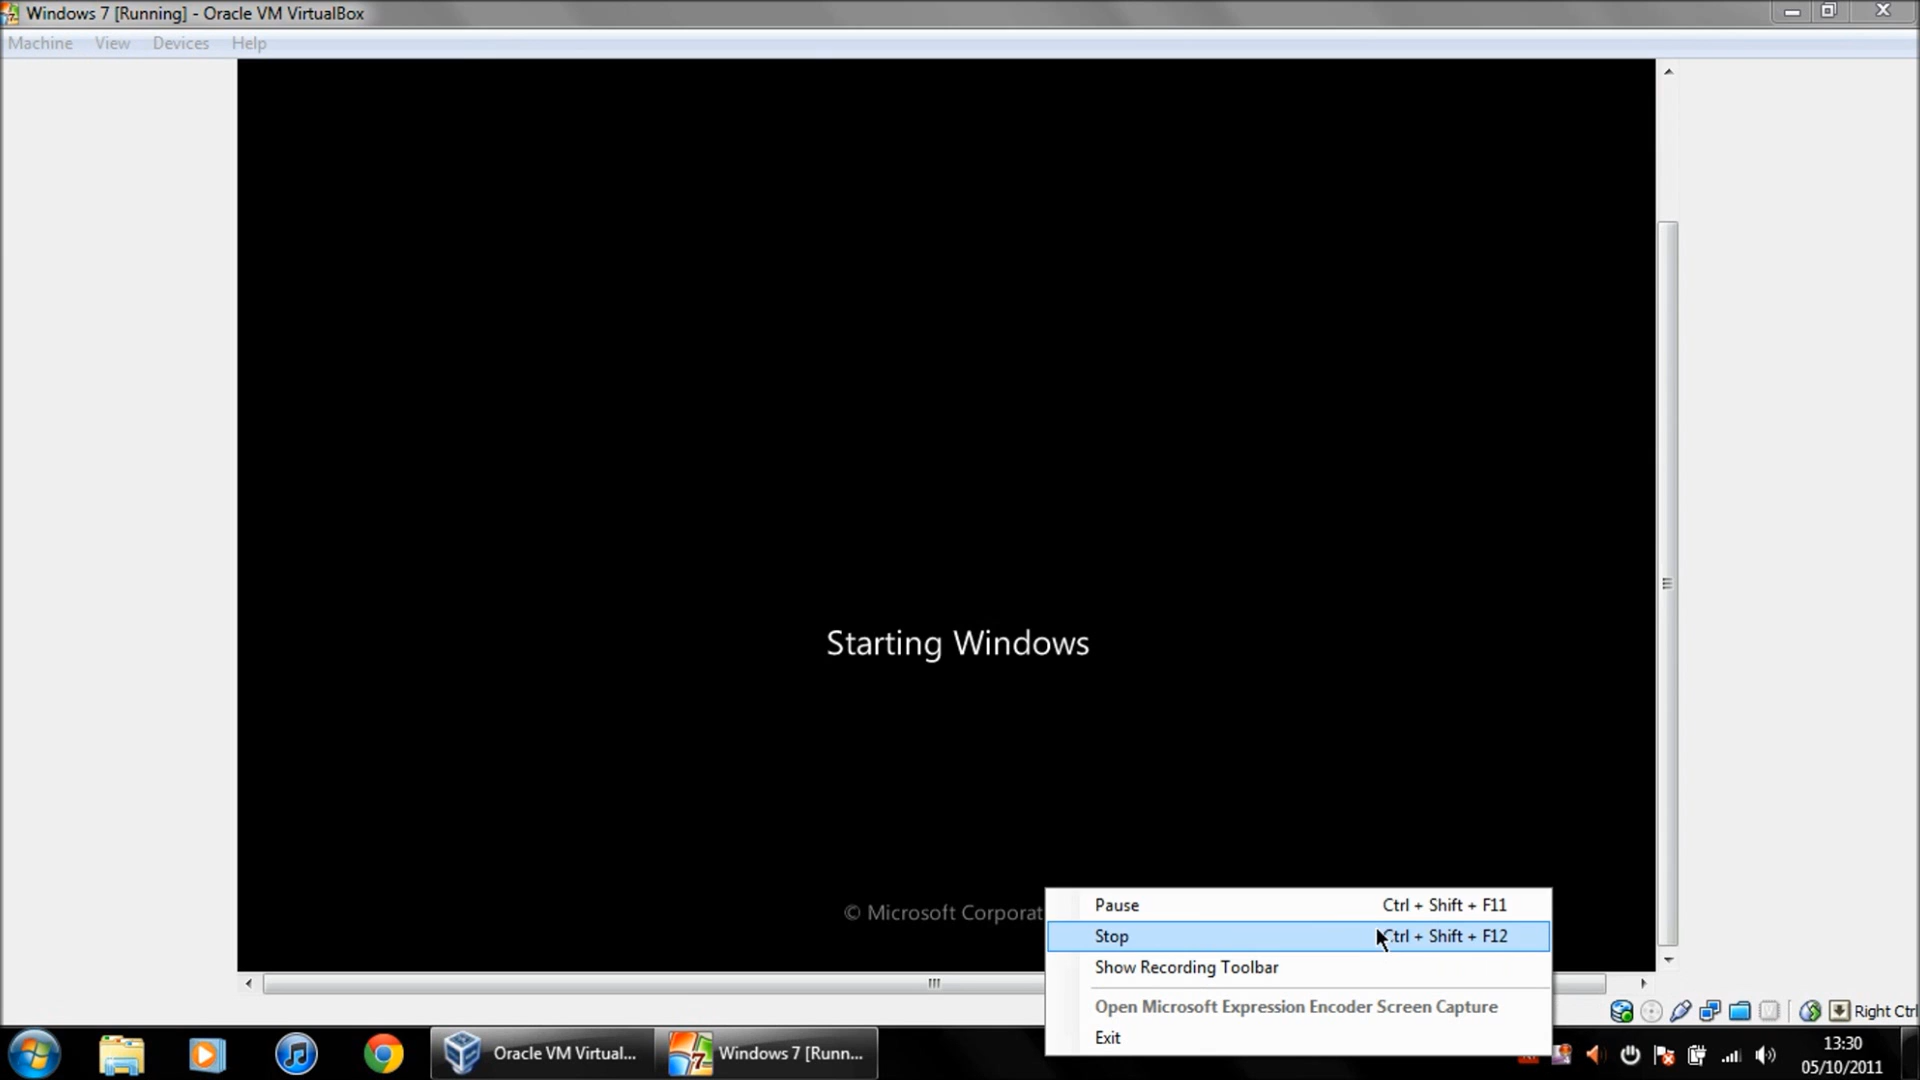 Windows 7 [Running] - Oracle VM VirtualBox
Machine View Devices Help
Starting Windows
© Microsoft Corporat
Pause Ctrl + Shift + F11
Stop Ctrl + Shift + F12
Show Recording Toolbar
Open Microsoft Expression Encoder Screen Capture
Exit
Right Ctrl
Oracle VM Virtual... Windows 7 [Runn...
13:30
05/10/2011